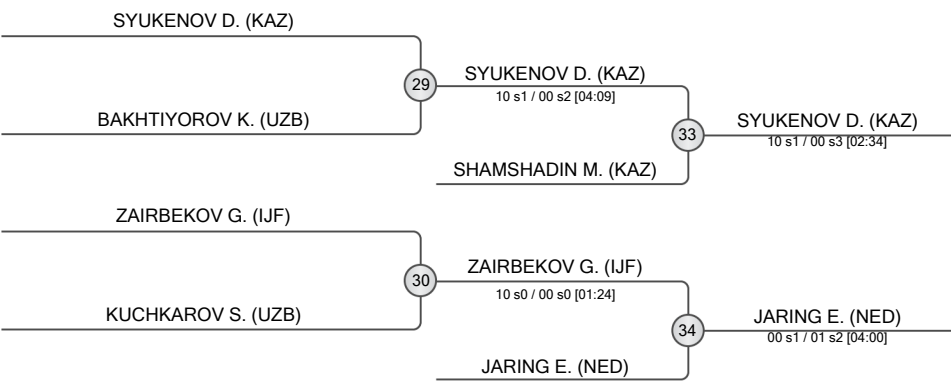 SYUKENOV D. (KAZ)
29
SYUKENOV D. (KAZ)
10 s1 / 00 s2 [04:09]
BAKHTIYOROV K. (UZB)
33
SYUKENOV D. (KAZ)
10 s1 / 00 s3 [02:34]
SHAMSHADIN M. (KAZ)
ZAIRBEKOV G. (IJF)
30
ZAIRBEKOV G. (IJF)
10 s0 / 00 s0 [01:24]
KUCHKAROV S. (UZB)
34
JARING E. (NED)
00 s1 / 01 s2 [04:00]
JARING E. (NED)